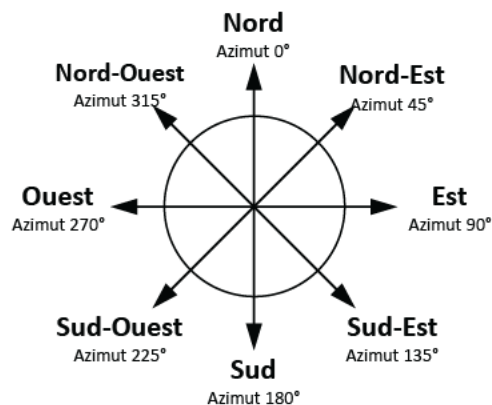 Nord
Azimut 0°
Nord-Ouest
Azimut 315°
Nord-Est
Azimut 45°
Ouest
Azimut 270°
Est
Azimut 90°
Sud-Ouest
Azimut 225°
Sud-Est
Azimut 135°
Sud
Azimut 180°